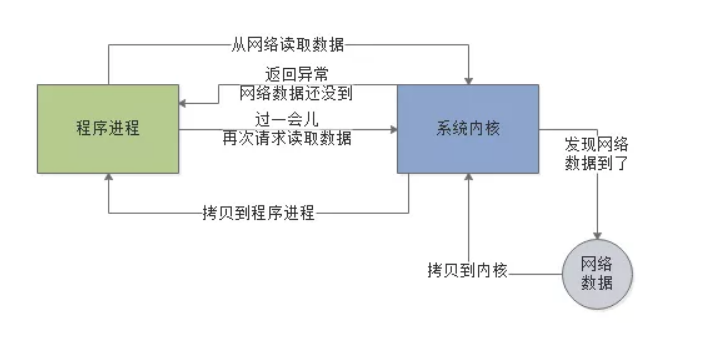 从网络读取数据
返回异常
网络数据还没到
程序进程
过一会儿
再次请求读取数据
系统内核
发现网络
数据到了
拷贝到程序进程
拷贝到内核
网络
数据